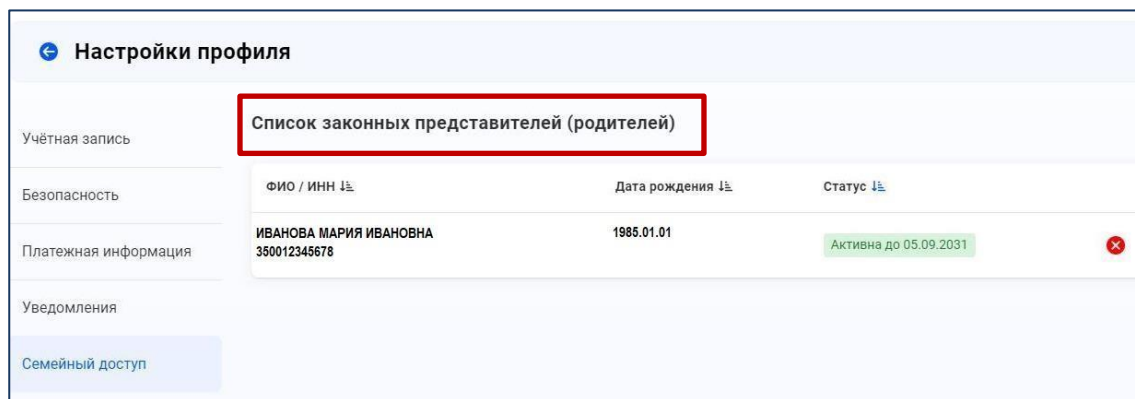 Настройки профиля
Учётная запись
Безопасность
Платежная информация
Уведомления
Семейный доступ
Список законных представителей (родителей)
ФИО / ИНН Дата рождения Статус
ИВАНОВА МАРИЯ ИВАНОВНА 1985.01.01 Активна до 05.09.2031
350012345678